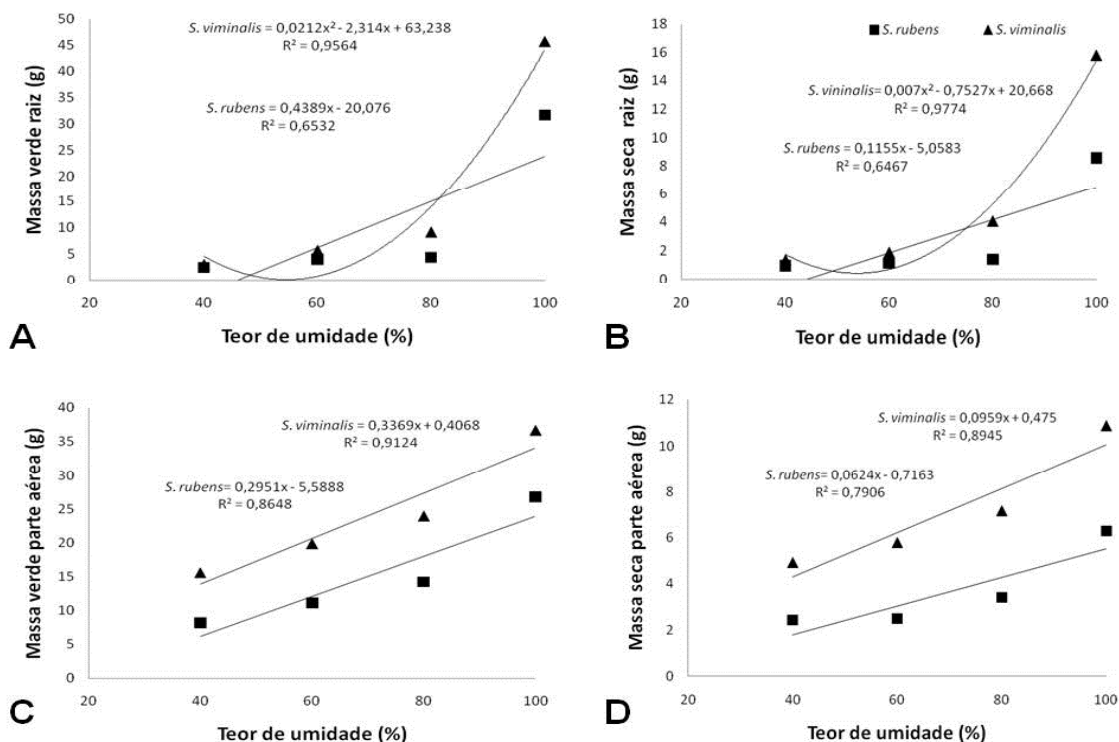 Massa verde raiz (g)
50
45
40
35
30
25
20
15
10
5
0
S. viminalis = 0,0212x² - 2,314x + 63,238
R² = 0,9564
S. rubens = 0,4389x - 20,076
R² = 0,6532
20 40 60 80 100
Teor de umidade (%)
A
Massa seca raiz (g)
18
16
14
12
10
8
6
4
2
0
S. rubens S. viminalis
S. vininalis= 0,007x² - 0,7527x + 20,668
R² = 0,9774
S. rubens = 0,1155x - 5,0583
R² = 0,6467
20 40 60 80 100
Teor de umidade (%)
B
Massa verde parte aérea (g)
40
35
30
25
20
15
10
5
0
S. viminalis = 0,3369x + 0,4068
R² = 0,9124
S. rubens= 0,2951x - 5,5888
R² = 0,8648
20 40 60 80 100
Teor de umidade (%)
C
Massa seca parte aérea (g)
12
10
8
6
4
2
0
S. viminalis = 0,0959x + 0,475
R² = 0,8945
S. rubens= 0,0624x - 0,7163
R² = 0,7906
20 40 60 80 100
Teor de umidade (%)
D